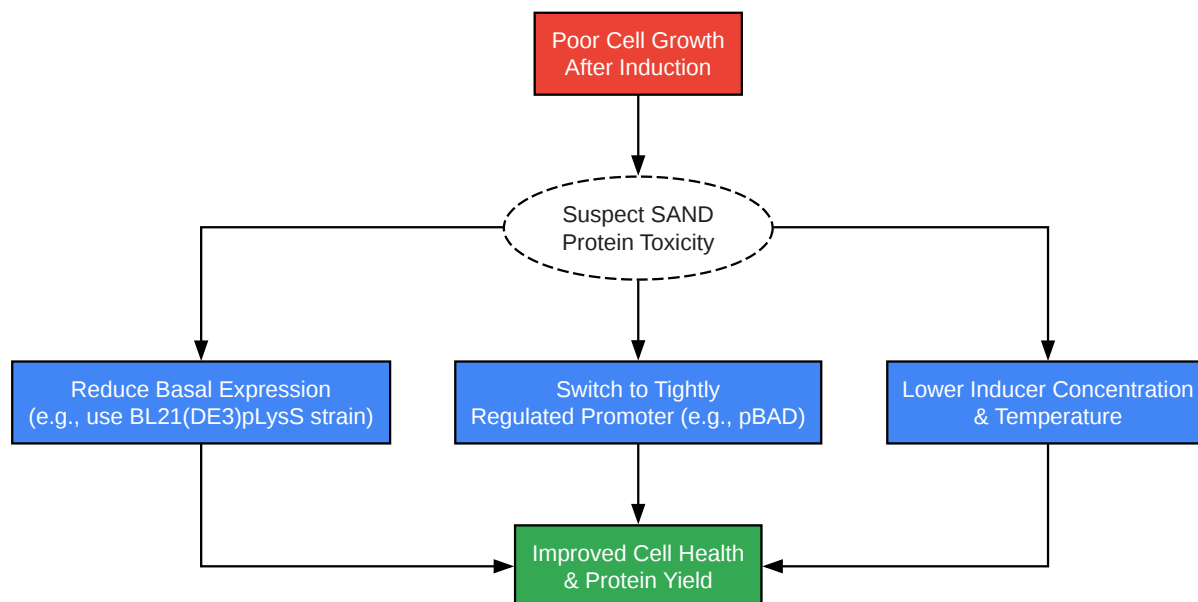 Poor Cell Growth
After Induction
Suspect SAND
Protein Toxicity
Reduce Basal Expression
(e.g., use BL21(DE3)pLysS strain)
Switch to Tightly
Regulated Promoter (e.g., pBAD)
Lower Inducer Concentration
& Temperature
Improved Cell Health
& Protein Yield